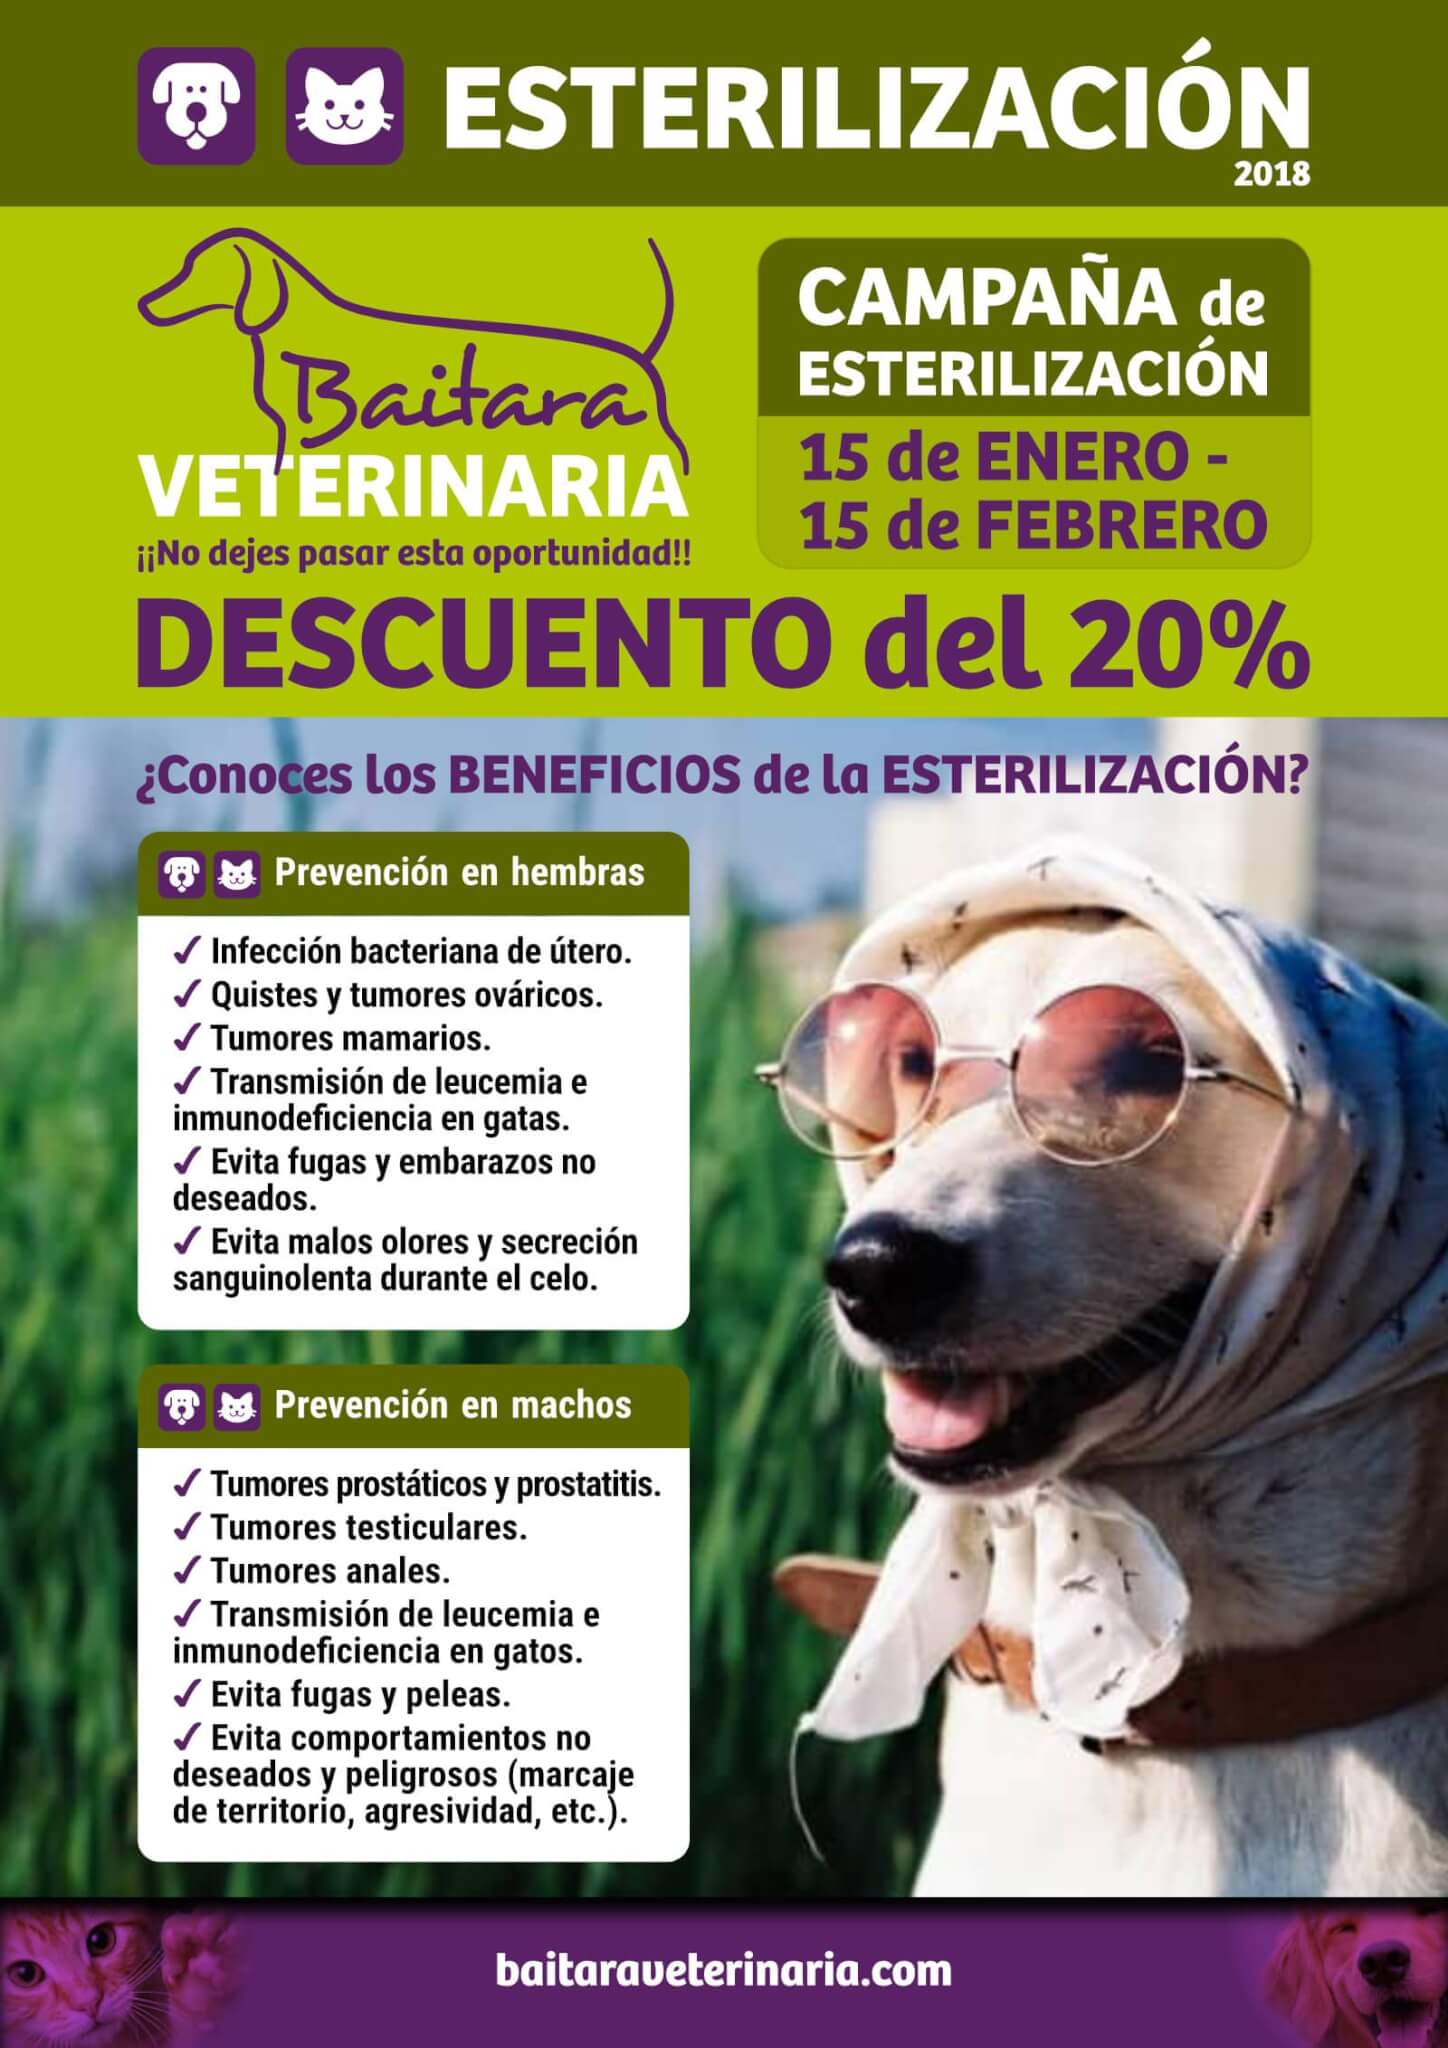 ESTERILIZACIÓN
2018
Baitara
VETERINARIA
¡¡No dejes pasar esta oportunidad!!
CAMPAÑA de
ESTERILIZACIÓN
15 de ENERO -
15 de FEBRERO
DESCUENTO del 20%
¿Conoces los BENEFICIOS de la ESTERILIZACIÓN?
Prevención en hembras
✓ Infección bacteriana de útero.
✓ Quistes y tumores ováricos.
✓ Tumores mamarios.
✓ Transmisión de leucemia e
inmunodeficiencia en gatas.
✓ Evita fugas y embarazos no
deseados.
✓ Evita malos olores y secreción
sanguinolenta durante el celo.
Prevención en machos
✓ Tumores prostáticos y prostatitis.
✓ Tumores testiculares.
✓ Tumores anales.
✓ Transmisión de leucemia e
inmunodeficiencia en gatos.
✓ Evita fugas y peleas.
✓ Evita comportamientos no
deseados y peligrosos (marcaje
de territorio, agresividad, etc.).
baitaraveterinaria.com